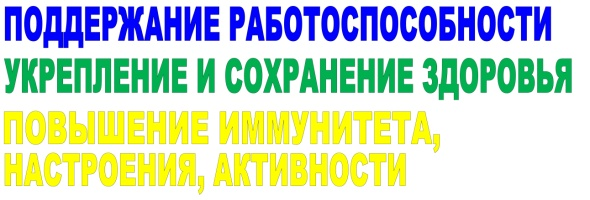 ПОДДЕРЖАНИЕ РАБОТОСПОСОБНОСТИ
УКРЕПЛЕНИЕ И СОХРАНЕНИЕ ЗДОРОВЬЯ
ПОВЫШЕНИЕ ИММУНИТЕТА,
НАСТРОЕНИЯ, АКТИВНОСТИ